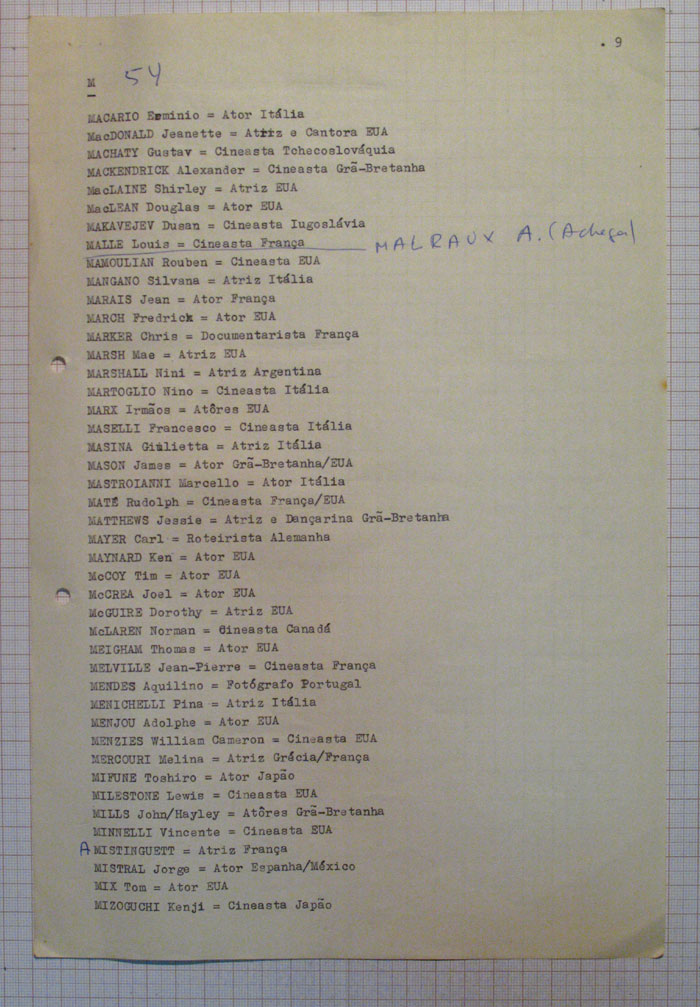 . 9
M 54
MACARIO Erminio = Ator Itália
MacDONALD Jeanette = Atriz e Cantora EUA
MACHATY Gustav = Cineasta Tchecoslováquia
MACKENDRICK Alexander = Cineasta Grã-Bretanha
MacLAINE Shirley = Atriz EUA
MacLEAN Douglas = Ator EUA
MAKAVEJEV Dusan = Cineasta Iugoslávia
MALLE Louis = Cineasta França MALRAUX A.
MAMOULIAN Rouben = Cineasta EUA
MANGANO Silvana = Atriz Itália
MARAIS Jean = Ator França
MARCH Fredrick = Ator EUA
MARKER Chris = Documentarista França
MARSH Mae = Atriz EUA
MARSHALL Nini = Atriz Argentina
MARTOGLIO Nino = Cineasta Itália
MARX Irmãos = Atôres EUA
MASELLI Francesco = Cineasta Itália
MASINA Giulietta = Atriz Itália
MASON James = Ator Grã-Bretanha/EUA
MASTROIANNI Marcello = Ator Itália
MATÉ Rudolph = Cineasta França/EUA
MATTHEWS Jessie = Atriz e Dançarina Grã-Bretanha
MAYER Carl = Roteirista Alemanha
MAYNARD Ken = Ator EUA
McCOY Tim = Ator EUA
McCREA Joel = Ator EUA
McGUIRE Dorothy = Atriz EUA
McLAREN Norman = Cineasta Canadá
MEIGHAM Thomas = Ator EUA
MELVILLE Jean-Pierre = Cineasta França
MENDES Aquilino = Fotógrafo Portugal
MENICHELLI Pina = Atriz Itália
MENJOU Adolphe = Ator EUA
MENZIES William Cameron = Cineasta EUA
MERCOURI Melina = Atriz Grécia/França
MIFUNE Toshiro = Ator Japão
MILESTONE Lewis = Cineasta EUA
MILLS John/Hayley = Atôres Grã-Bretanha
MINNELLI Vincente = Cineasta EUA
A MISTINGUETT = Atriz França
MISTRAL Jorge = Ator Espanha/México
MIX Tom = Ator EUA
MIZOGUCHI Kenji = Cineasta Japão